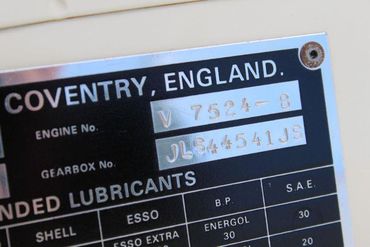 COVENTRY, ENGLAND.
ENGINE No. V 7524-8
GEARBOX No. JLS44541JS
NDED LUBRICANTS
SHELL ESSO B.P. S.A.E.
ESSO EXTRA ENERGOL 30
30 20